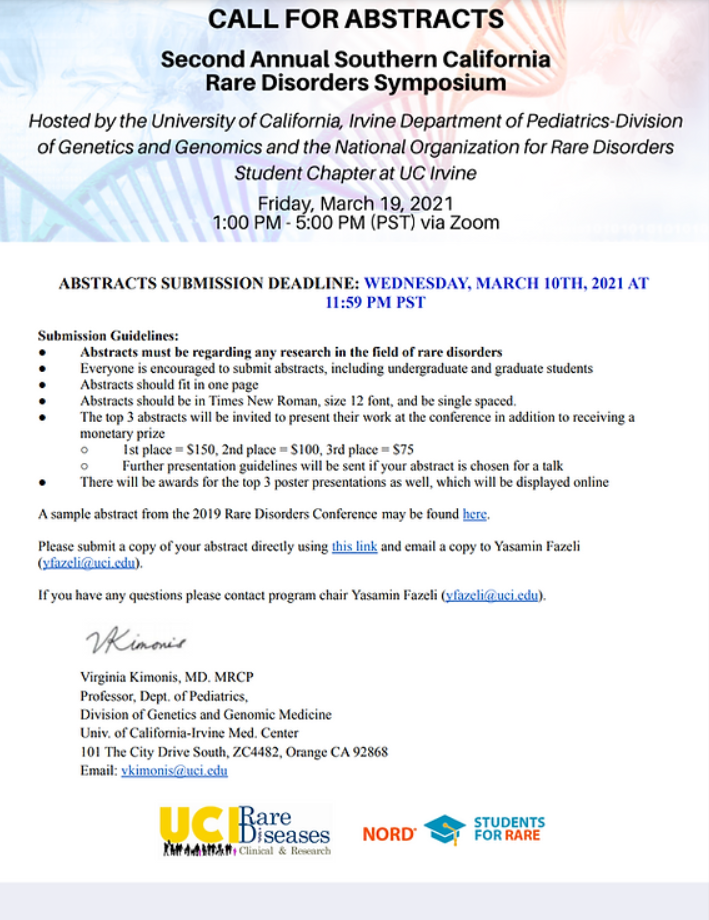 CALL FOR ABSTRACTS
Second Annual Southern California
Rare Disorders Symposium
Hosted by the University of California, Irvine Department of Pediatrics-Division
of Genetics and Genomics and the National Organization for Rare Disorders
Student Chapter at UC Irvine
Friday, March 19, 2021
1:00 PM - 5:00 PM (PST) via Zoom
ABSTRACTS SUBMISSION DEADLINE: WEDNESDAY, MARCH 10TH, 2021 AT
11:59 PM PST
Submission Guidelines:
● Abstracts must be regarding any research in the field of rare disorders
● Everyone is encouraged to submit abstracts, including undergraduate and graduate students
● Abstracts should fit in one page
● Abstracts should be in Times New Roman, size 12 font, and be single spaced.
● The top 3 abstracts will be invited to present their work at the conference in addition to receiving a
monetary prize
○ 1st place = $150, 2nd place = $100, 3rd place = $75
○ Further presentation guidelines will be sent if your abstract is chosen for a talk
● There will be awards for the top 3 poster presentations as well, which will be displayed online
A sample abstract from the 2019 Rare Disorders Conference may be found here.
Please submit a copy of your abstract directly using this link and email a copy to Yasamin Fazeli
(yfazeli@uci.edu).
If you have any questions please contact program chair Yasamin Fazeli (yfazeli@uci.edu).
VKimonis
Virginia Kimonis, MD. MRCP
Professor, Dept. of Pediatrics,
Division of Genetics and Genomic Medicine
Univ. of California-Irvine Med. Center
101 The City Drive South, ZC4482, Orange CA 92868
Email: vkimonis@uci.edu
UCI Rare
Diseases
Clinical & Research
NORD® STUDENTS
FOR RARE